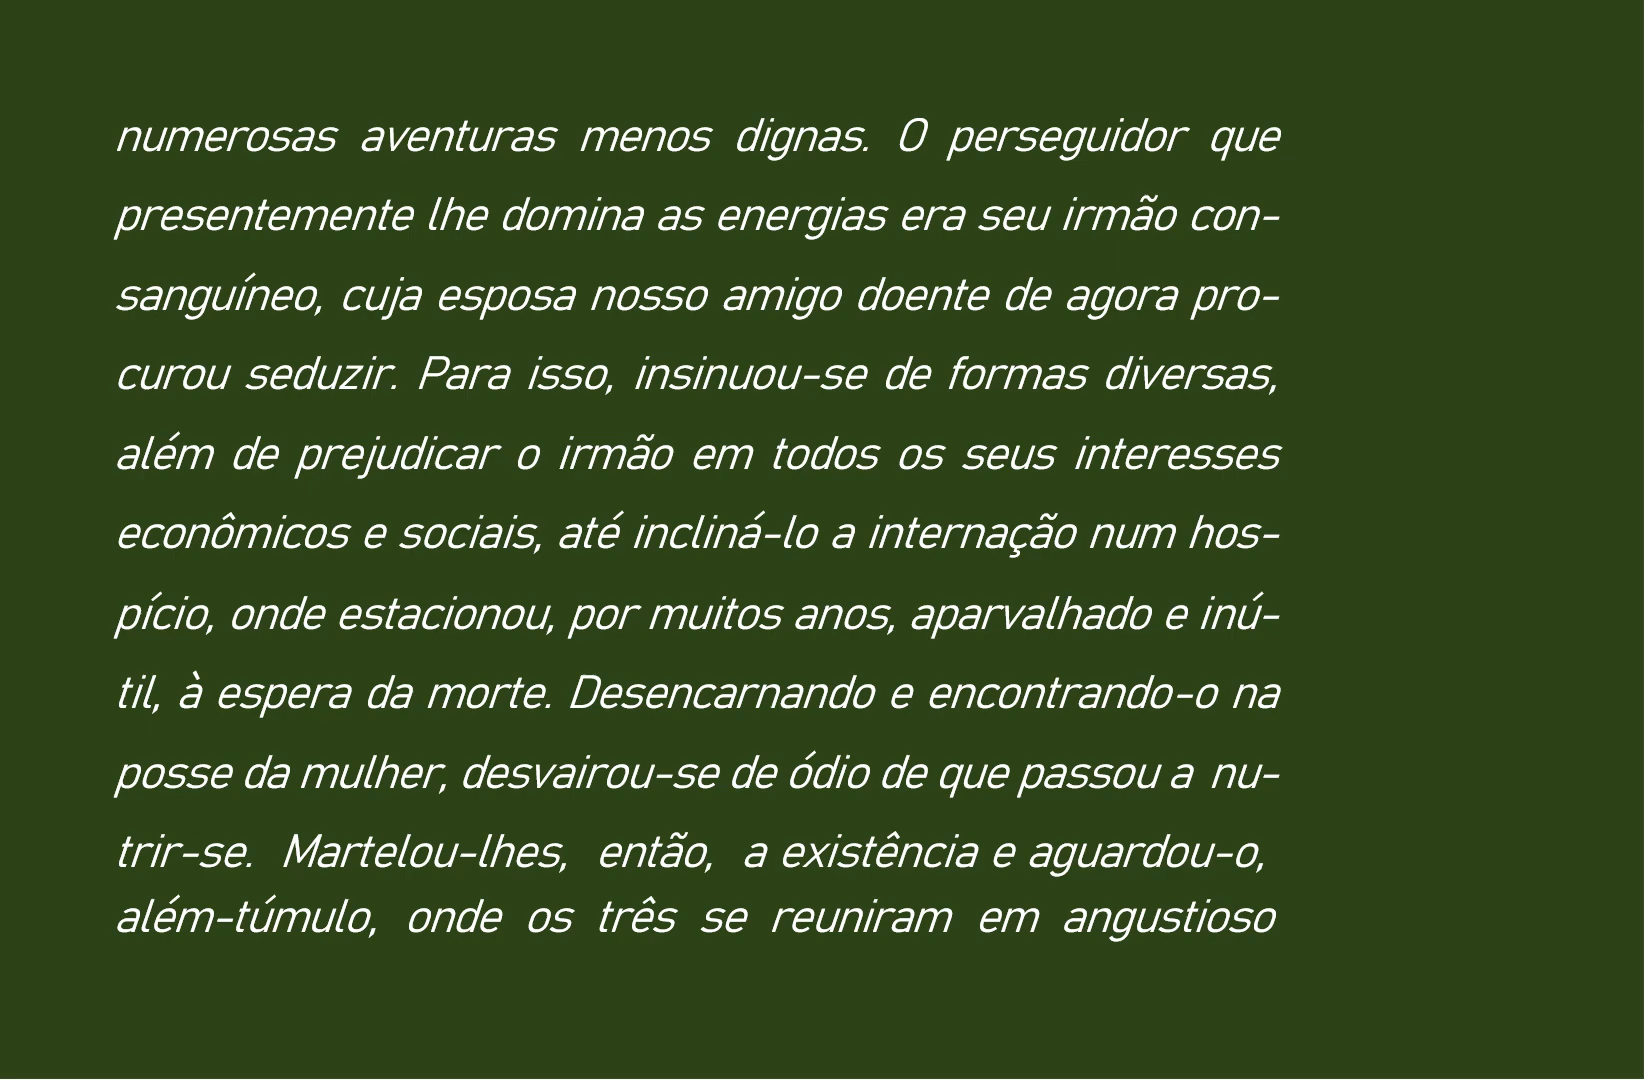 numerosas aventuras menos dignas. O perseguidor que
presentemente lhe domina as energias era seu irmão con-
sanguíneo, cuja esposa nosso amigo doente de agora pro-
curou seduzir. Para isso, insinuou-se de formas diversas,
além de prejudicar o irmão em todos os seus interesses
econômicos e sociais, até incliná-lo a internação num hos-
pício, onde estacionou, por muitos anos, aparvalhado e inú-
til, à espera da morte. Desencarnando e encontrando-o na
posse da mulher, desvairou-se de ódio de que passou a nu-
trir-se. Martelou-lhes, então, a existência e aguardou-o,
além-túmulo, onde os três se reuniram em angustioso